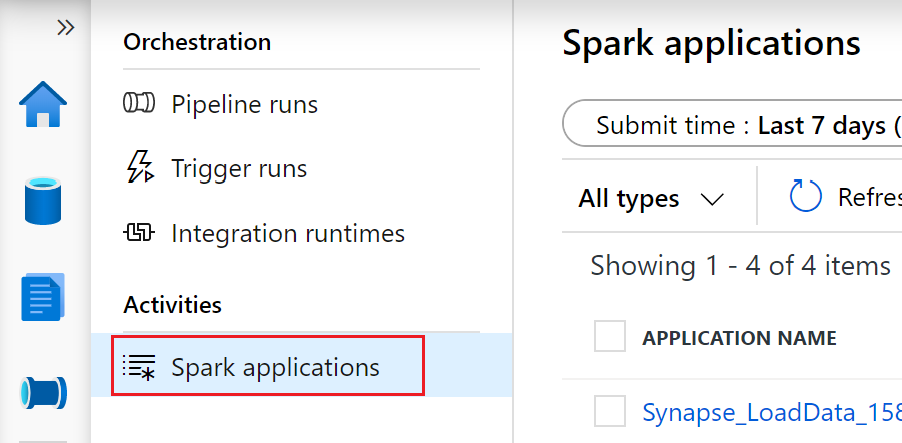 Orchestration
Pipeline runs
Trigger runs
Integration runtimes
Activities
Spark applications
Spark applications
Submit time : Last 7 days (
All types
Refres
Showing 1 - 4 of 4 items
APPLICATION NAME
Synapse_LoadData_158